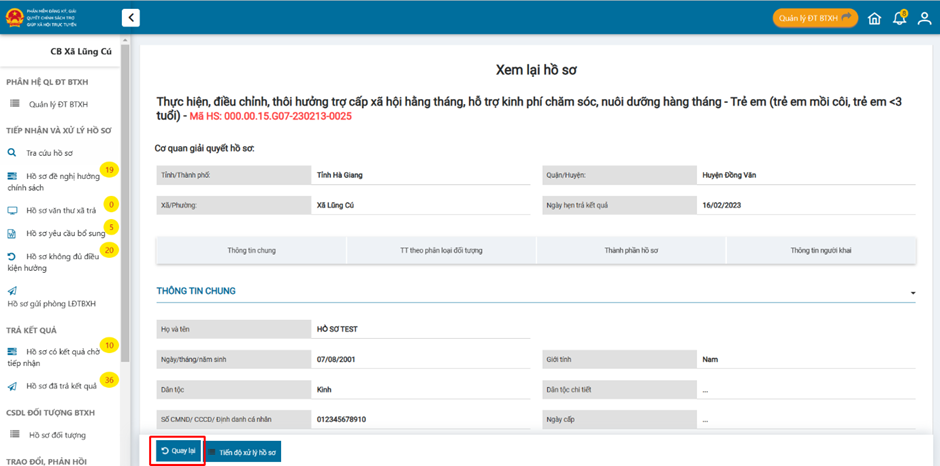 PHẦN MỀM ĐĂNG KÝ, GIẢI
QUYẾT CHÍNH SÁCH TRỢ
GIÚP XÃ HỘI TRỰC TUYẾN
Quản lý ĐT BTXH
8
CB Xã Lũng Cú
PHÂN HỆ QL ĐT BTXH
Quản lý ĐT BTXH
TIẾP NHẬN VÀ XỬ LÝ HỒ SƠ
Tra cứu hồ sơ
Hồ sơ đề nghị hưởng
chính sách
19
Hồ sơ văn thư xã trả
0
Hồ sơ yêu cầu bổ sung
5
Hồ sơ không đủ điều
kiện hưởng
20
Hồ sơ gửi phòng LĐTBXH
TRẢ KẾT QUẢ
Hồ sơ có kết quả chờ
tiếp nhận
10
Hồ sơ đã trả kết quả
36
CSDL ĐỐI TƯỢNG BTXH
Hồ sơ đối tượng
TRAO ĐỔI, PHẢN HỒI
Xem lại hồ sơ
Thực hiện, điều chỉnh, thôi hưởng trợ cấp xã hội hằng tháng, hỗ trợ kinh phí chăm sóc, nuôi dưỡng hàng tháng - Trẻ em (trẻ em mồi côi, trẻ em <3
tuổi) - Mã HS: 000.00.15.G07-230213-0025
Cơ quan giải quyết hồ sơ:
Tỉnh/Thành phố: Tỉnh Hà Giang Quận/Huyện: Huyện Đồng Văn
Xã/Phường: Xã Lũng Cú Ngày hẹn trả kết quả 16/02/2023
Thông tin chung TT theo phân loại đối tượng Thành phần hồ sơ Thông tin người khai
THÔNG TIN CHUNG
Họ và tên HỒ SƠ TEST
Ngày/tháng/năm sinh 07/08/2001 Giới tính Nam
Dân tộc Kinh Dân tộc chi tiết ...
Số CMND/ CCCD/ Định danh cá nhân 012345678910 Ngày cấp ...
Quay lại Tiến độ xử lý hồ sơ